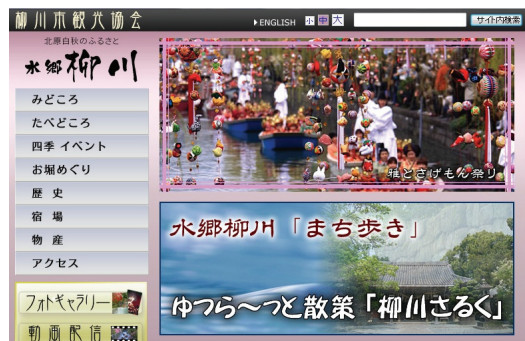 柳川市観光協会
ENGLISH 小 中 大 サイト内検索
北原白秋のふるさと
水郷柳川
みどころ
たべどころ
四季 イベント
お堀めぐり
歴 史
宿 場
物 産
アクセス
フォトギャラリー
動画配信
雅とさげもん祭り
水郷柳川「まち歩き」
ゆつら～っと散策「柳川さるく」